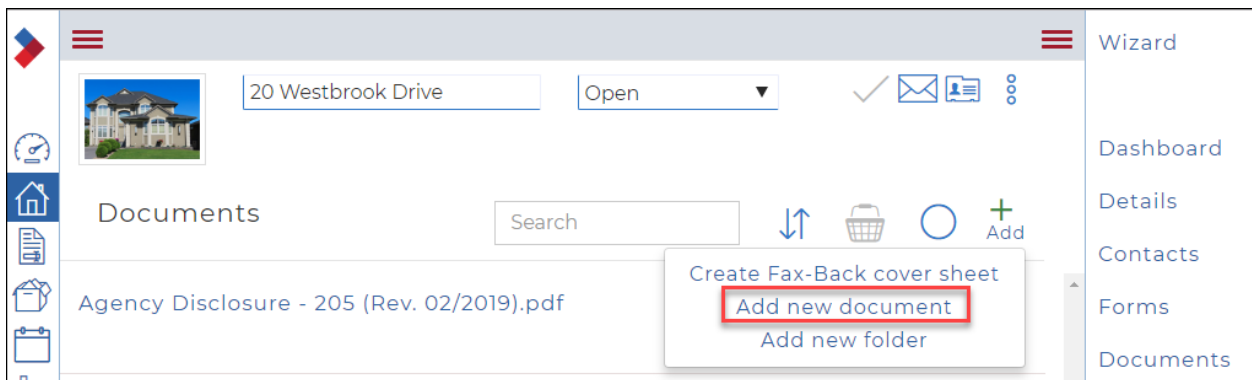 Wizard
20 Westbrook Drive
Open
Dashboard
Documents
Search
Add
Details
Contacts
Create Fax-Back cover sheet
Agency Disclosure - 205 (Rev. 02/2019).pdf
Add new document
Add new folder
Forms
Documents